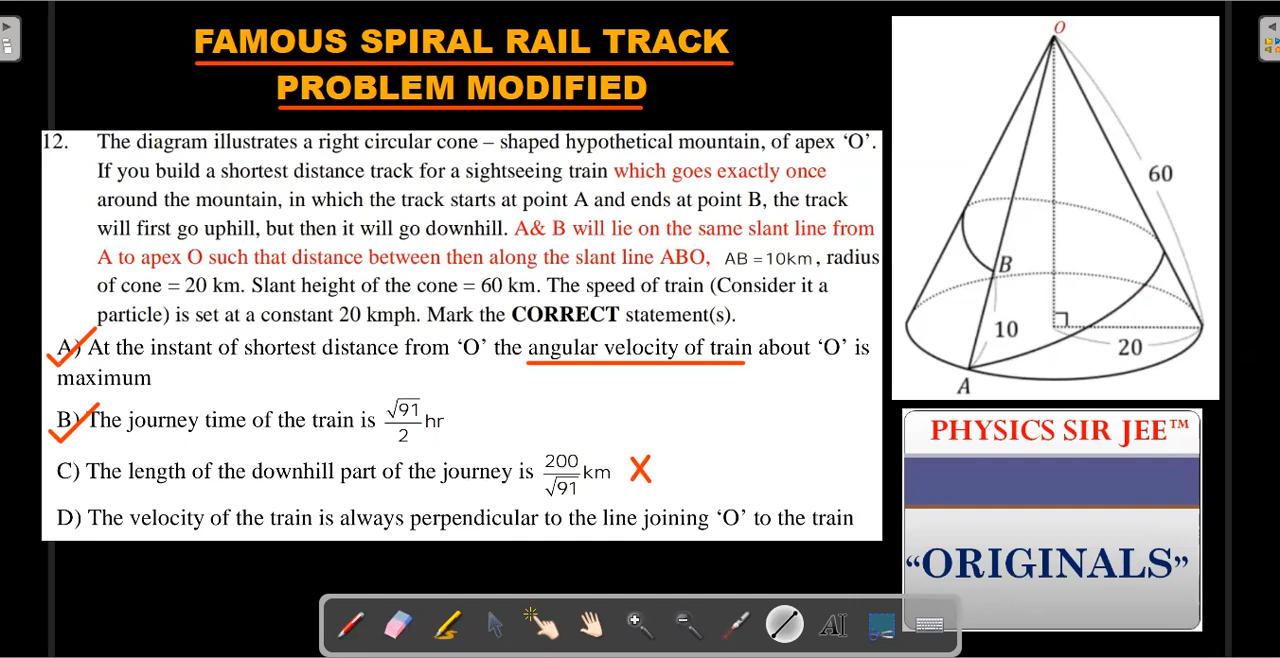 FAMOUS SPIRAL RAIL TRACK
PROBLEM MODIFIED
12. The diagram illustrates a right circular cone – shaped hypothetical mountain, of apex ‘O’.
If you build a shortest distance track for a sightseeing train which goes exactly once
around the mountain, in which the track starts at point A and ends at point B, the track
will first go uphill, but then it will go downhill. A& B will lie on the same slant line from
A to apex O such that distance between then along the slant line ABO, AB = 10km, radius
of cone = 20 km. Slant height of the cone = 60 km. The speed of train (Consider it a
particle) is set at a constant 20 kmph. Mark the CORRECT statement(s).
A) At the instant of shortest distance from ‘O’ the angular velocity of train about ‘O’ is
maximum
B) The journey time of the train is √91/2 hr
C) The length of the downhill part of the journey is 200/√91 km X
D) The velocity of the train is always perpendicular to the line joining ‘O’ to the train
O
60
B
10
20
A
PHYSICS SIR JEE™
“ORIGINALS”
AI